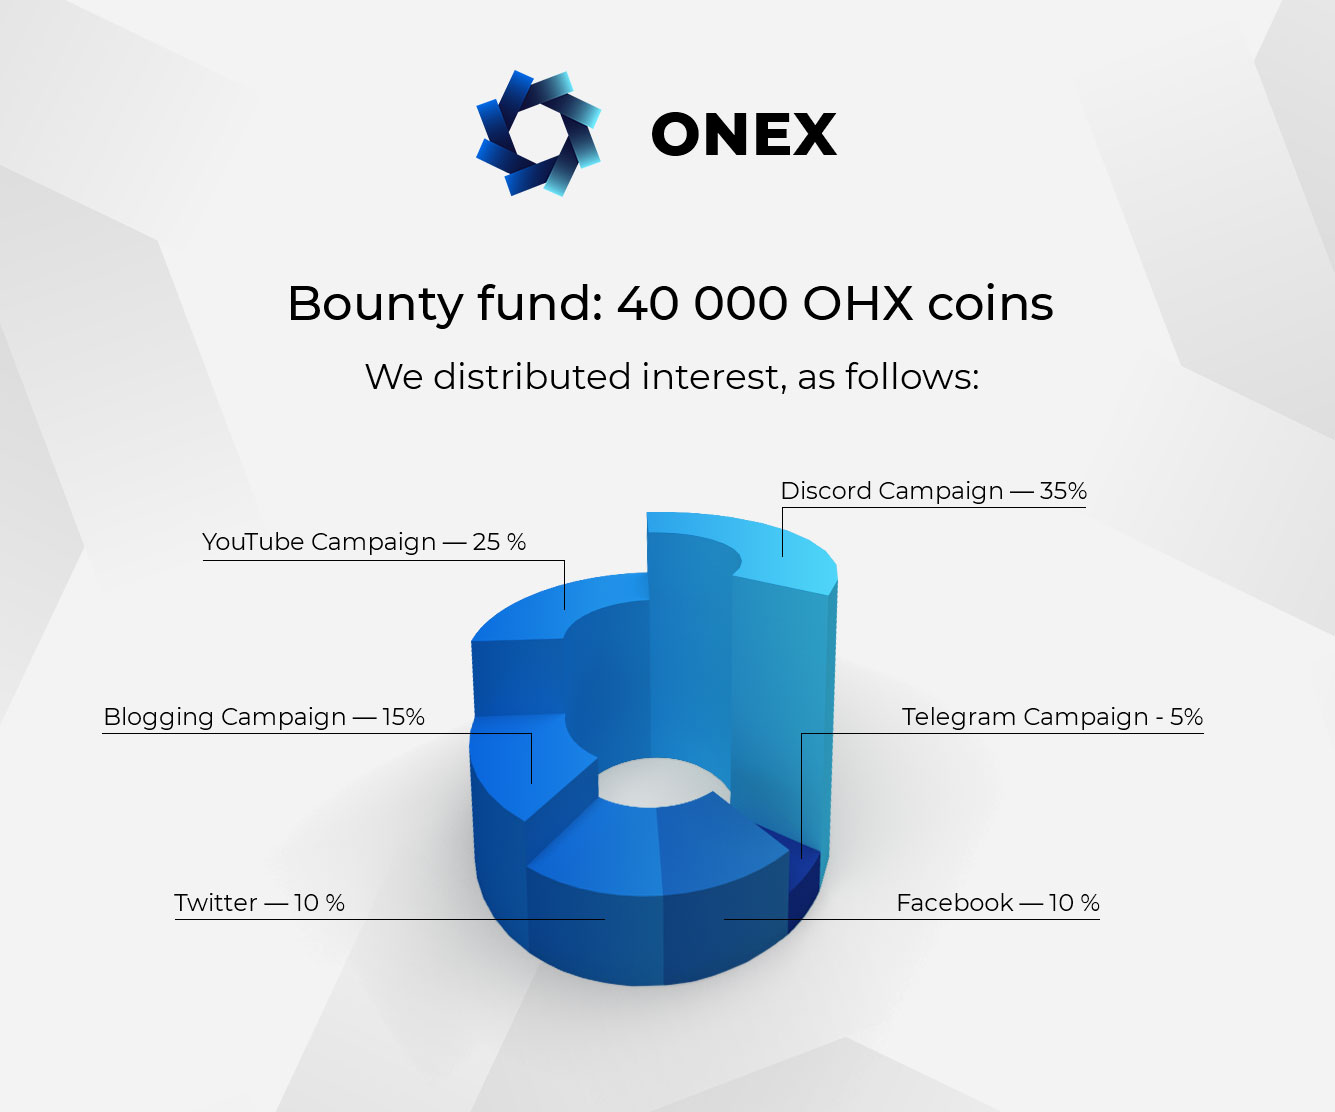 ONEX
Bounty fund: 40 000 OHX coins
We distributed interest, as follows:
Discord Campaign — 35%
YouTube Campaign — 25 %
Blogging Campaign — 15%
Telegram Campaign - 5%
Twitter — 10 %
Facebook — 10 %